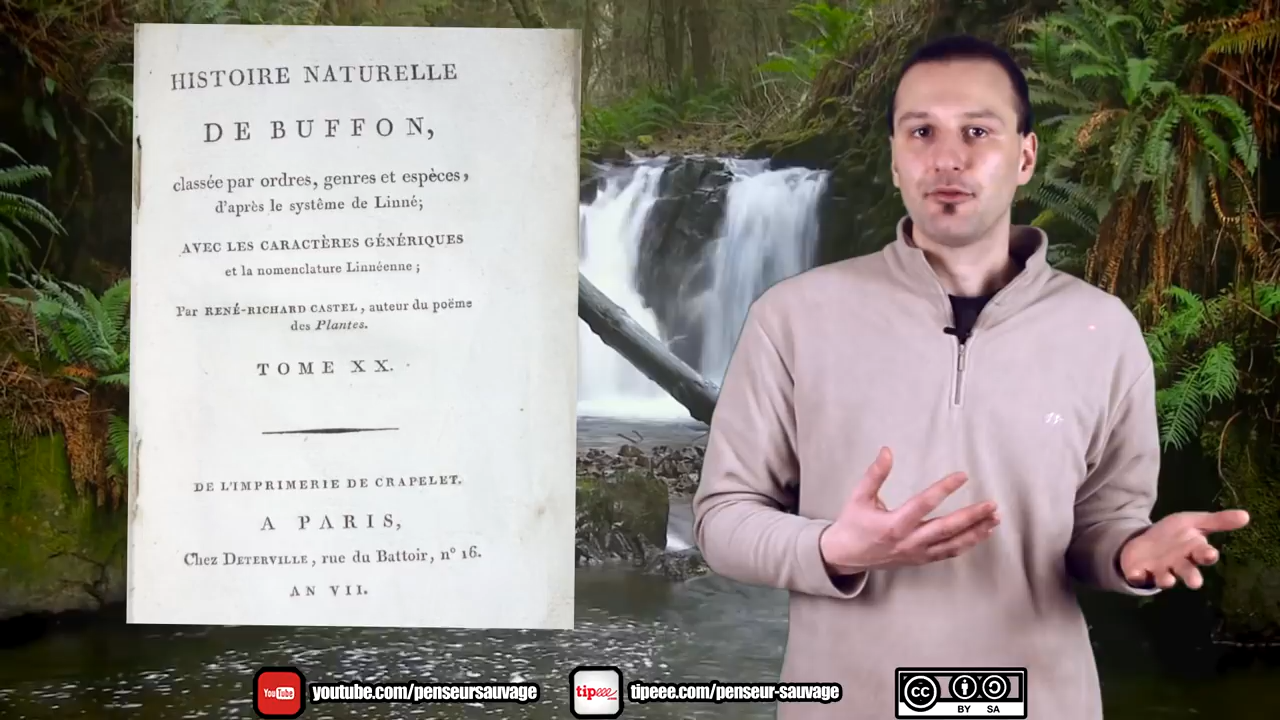 HISTOIRE NATURELLE
DE BUFFON,
classée par ordres, genres et espèces,
d'après le systême de Linné;
AVEC LES CARACTÈRES GÉNÉRIQUES
et la nomenclature Linnéenne;
Par RENÉ-RICHARD CASTEL, auteur du poëme
des Plantes.
TOME XX.
DE L'IMPRIMERIE DE CRAPELET.
A PARIS,
Chez DETERVILLE, rue du Battoir, nº 16.
AN VII.
YouTube youtube.com/penseursauvage
tipeee tipeee.com/penseur-sauvage
cc BY SA